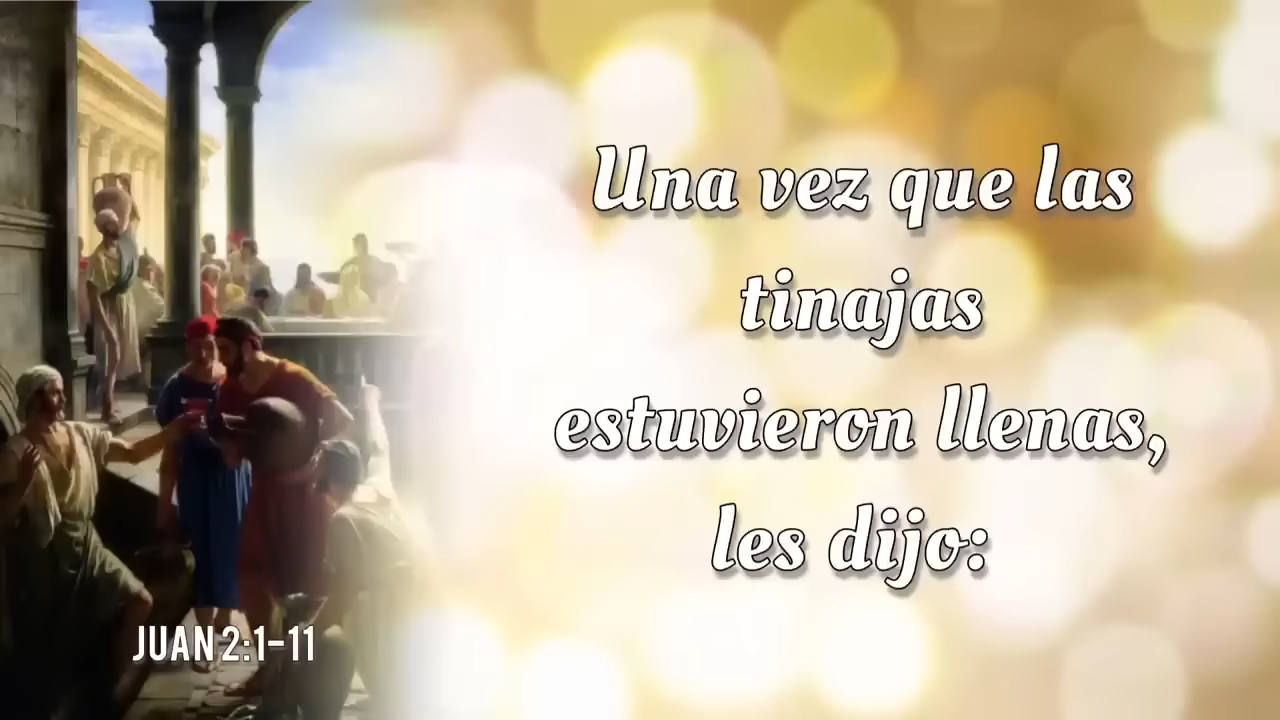 Una vez que las
tinajas
estuvieron llenas,
les dijo:
JUAN 2:1-11